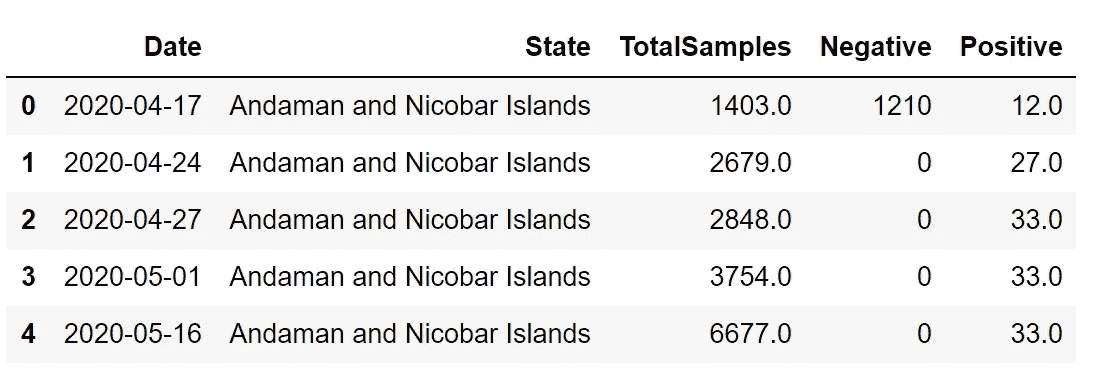 Date State TotalSamples Negative Positive
0 2020-04-17 Andaman and Nicobar Islands 1403.0 1210 12.0
1 2020-04-24 Andaman and Nicobar Islands 2679.0 0 27.0
2 2020-04-27 Andaman and Nicobar Islands 2848.0 0 33.0
3 2020-05-01 Andaman and Nicobar Islands 3754.0 0 33.0
4 2020-05-16 Andaman and Nicobar Islands 6677.0 0 33.0